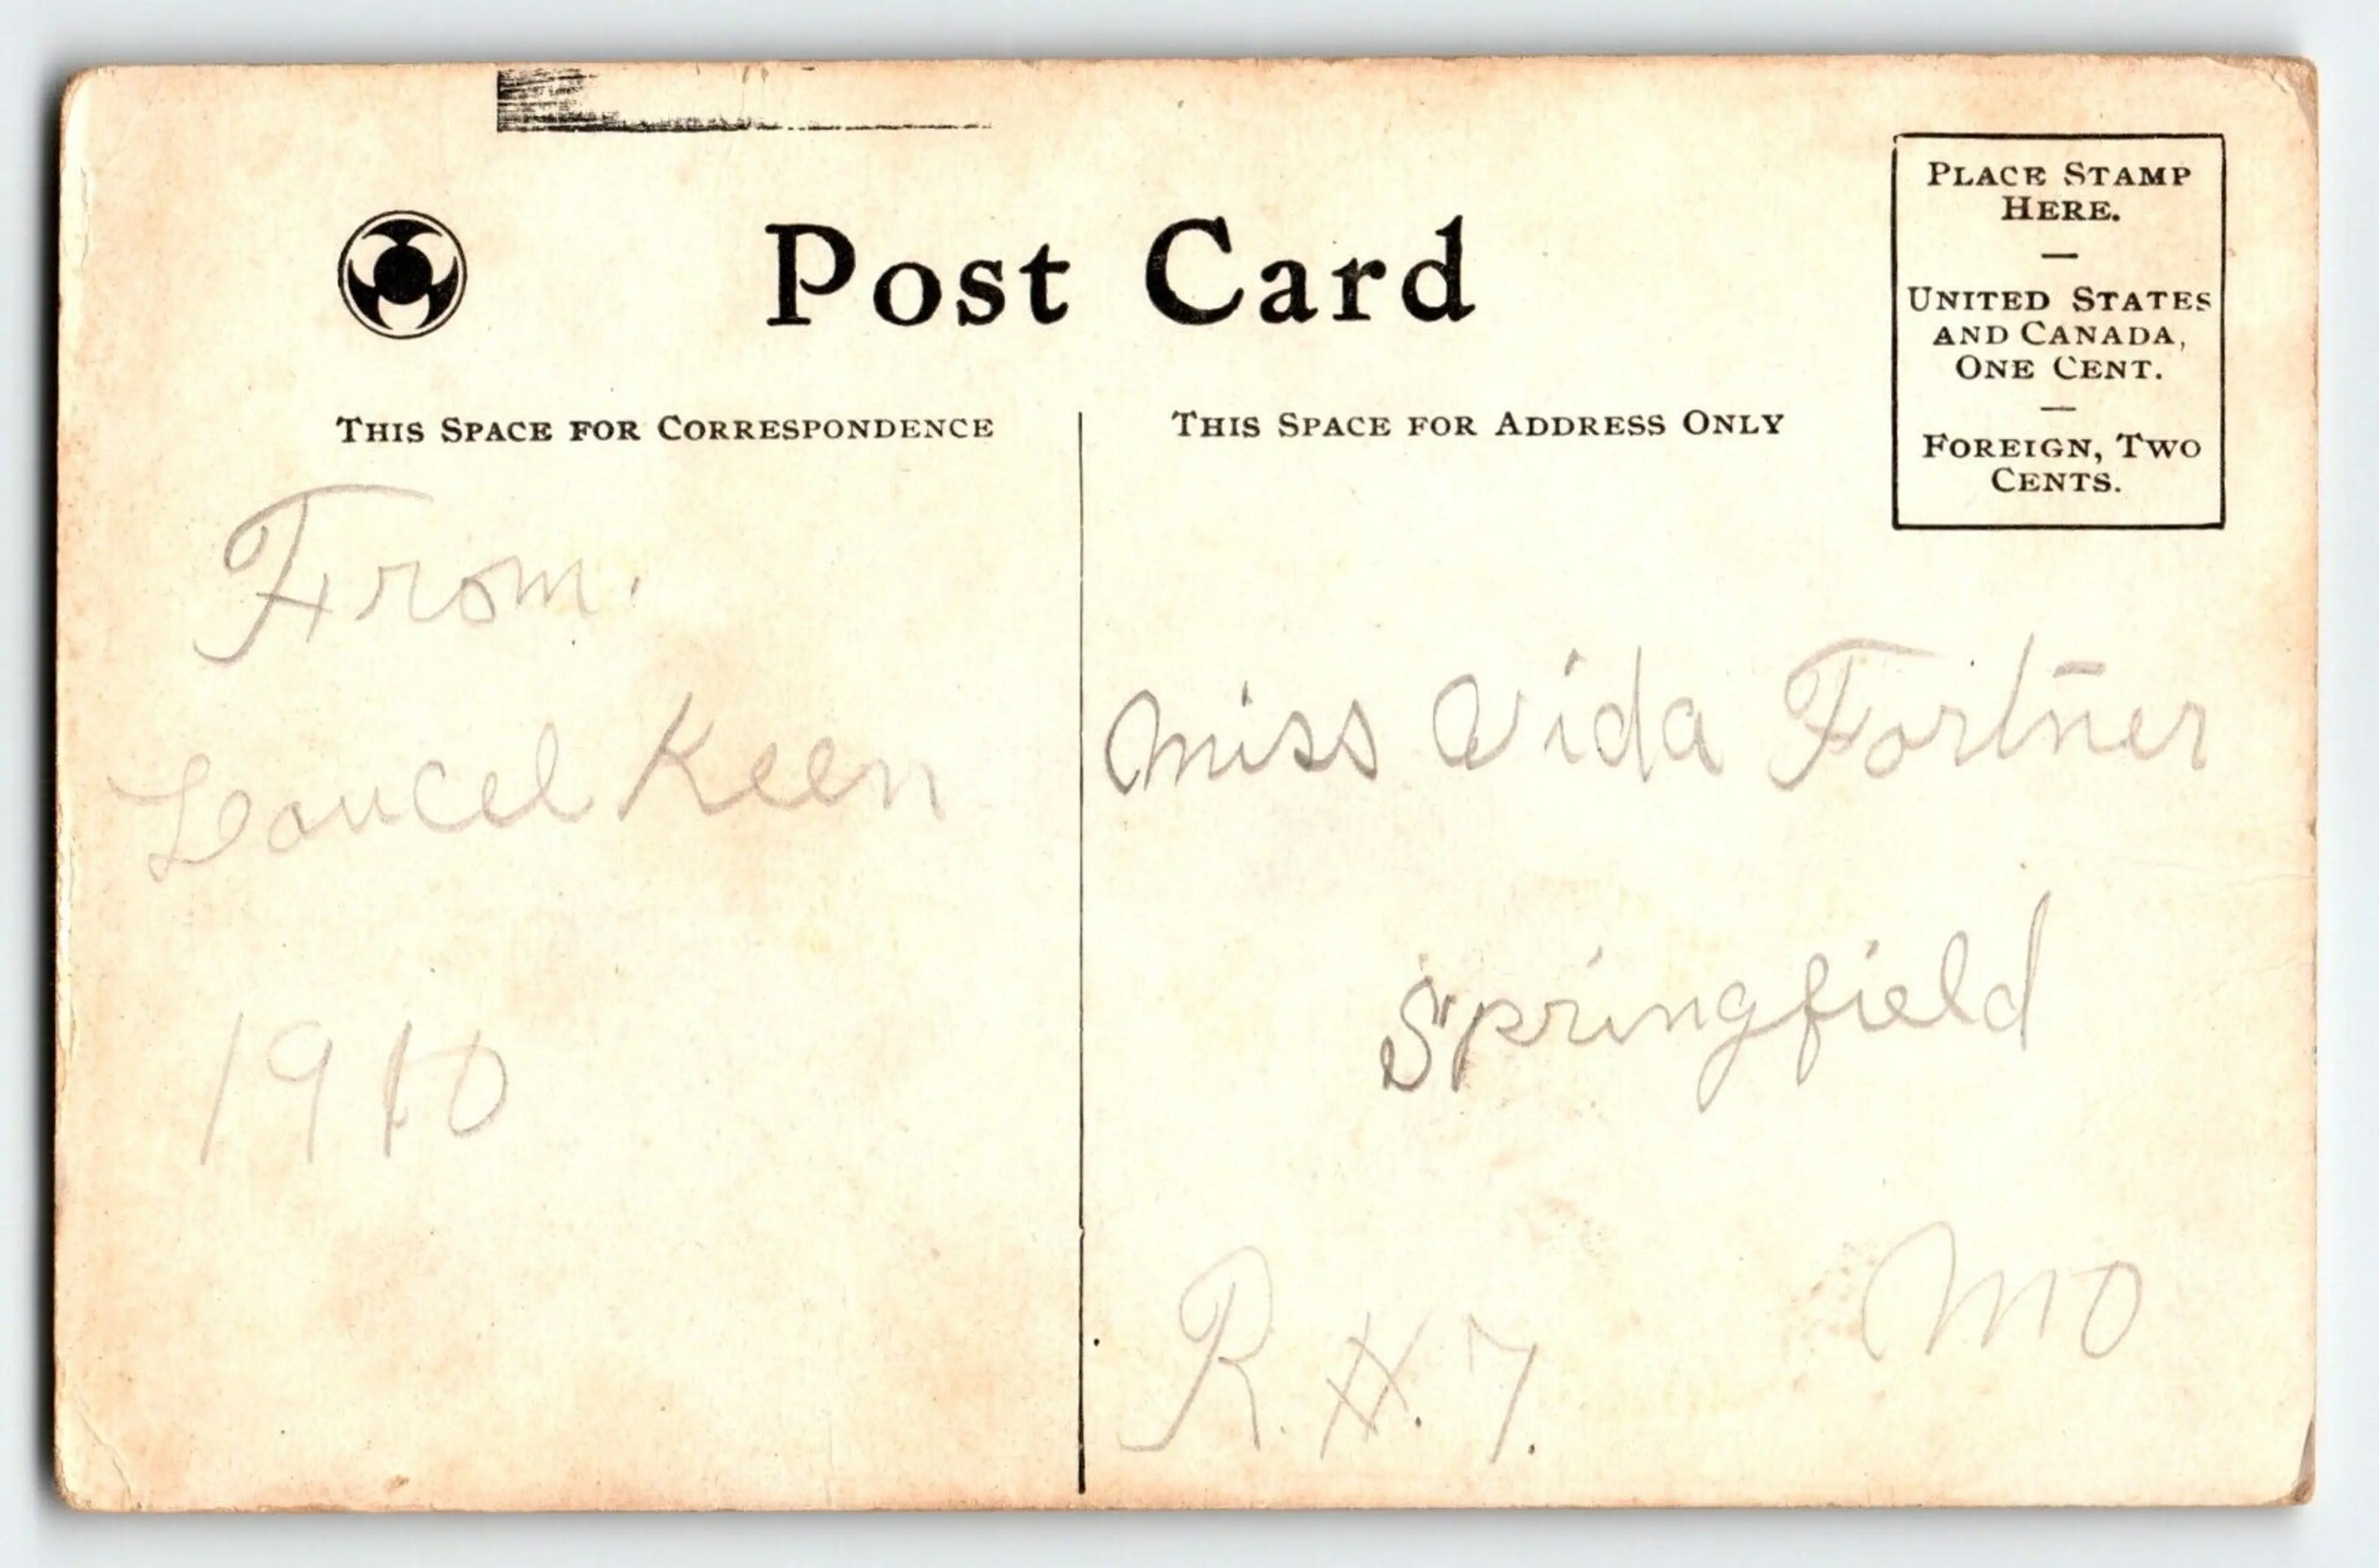 Post Card
PLACE STAMP
HERE.
—
UNITED STATES
AND CANADA,
ONE CENT.
—
FOREIGN, TWO
CENTS.
THIS SPACE FOR CORRESPONDENCE
THIS SPACE FOR ADDRESS ONLY
From.
Keen
1910
Miss Vida Fortner
Springfield
Mo
R. #. 7.